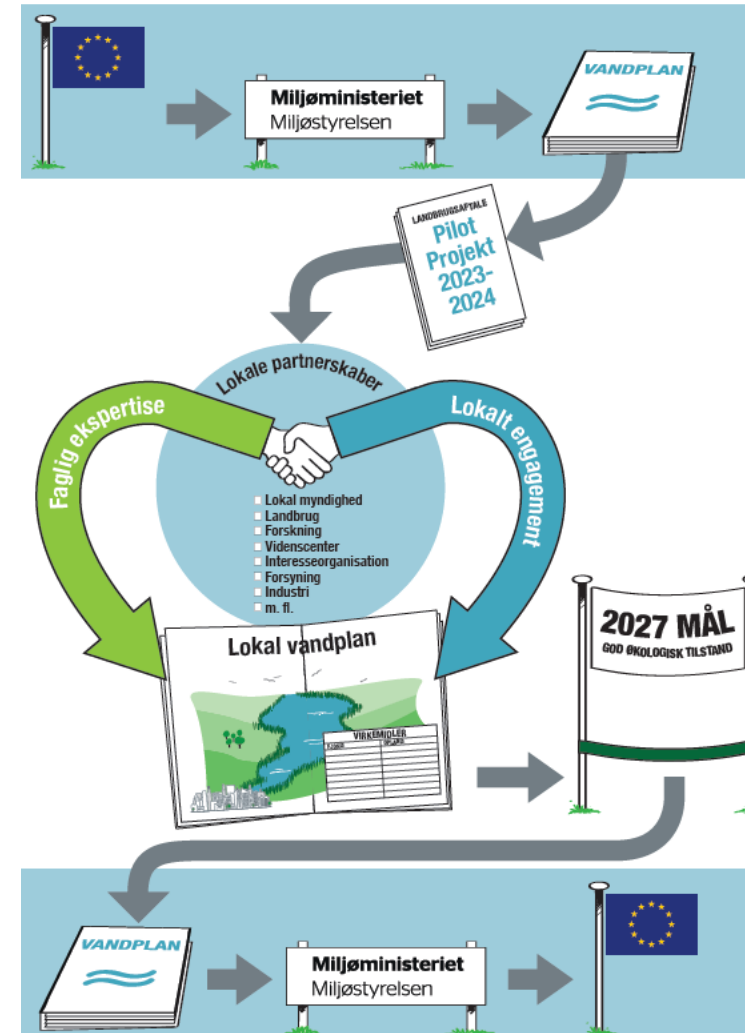 VANDPLAN
Miljøministeriet
Miljøstyrelsen
LANDBRUGSAFTALE
Pilot
Projekt
2023-
2024
Lokale partnerskaber
Faglig ekspertise
Lokalt engagement
Lokal myndighed
Landbrug
Forskning
Videnscenter
Interesseorganisation
Forsyning
Industri
m. fl.
Lokal vandplan
VIRKEMIDLER
2027 MÅL
GOD ØKOLOGISK TILSTAND
VANDPLAN
Miljøministeriet
Miljøstyrelsen